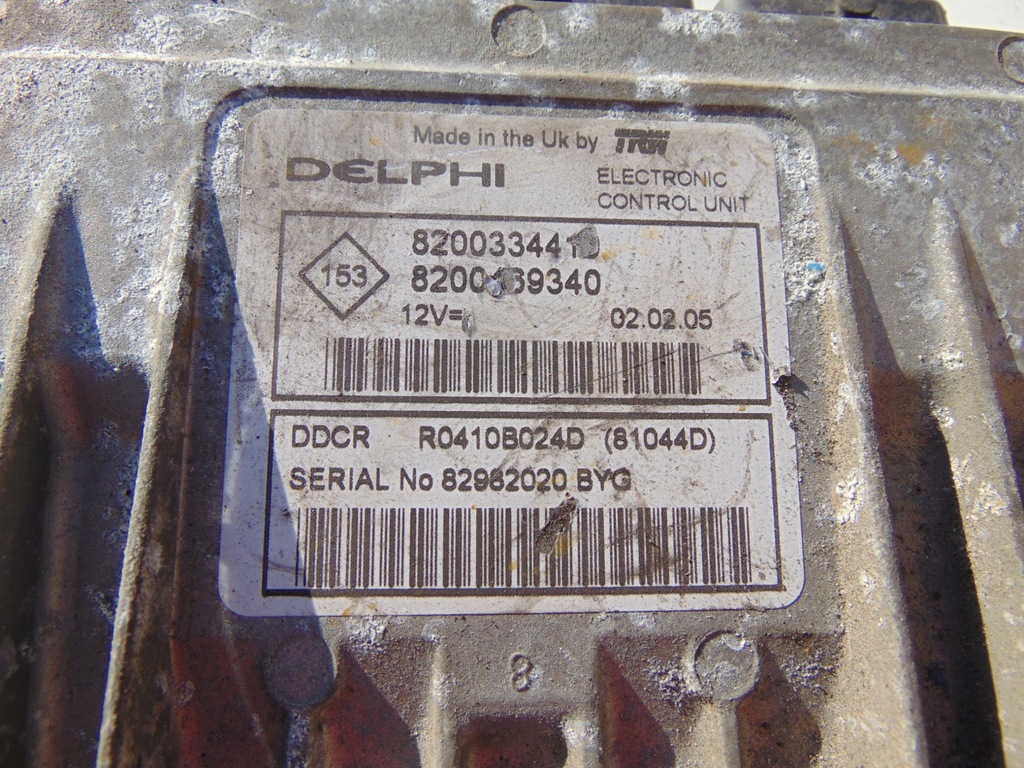 Made in the Uk by TRW
DELPHI
ELECTRONIC
CONTROL UNIT
153
12V=
02.02.05
DDCR R0410B024D (81044D)
SERIAL No 82982020 BYG
8